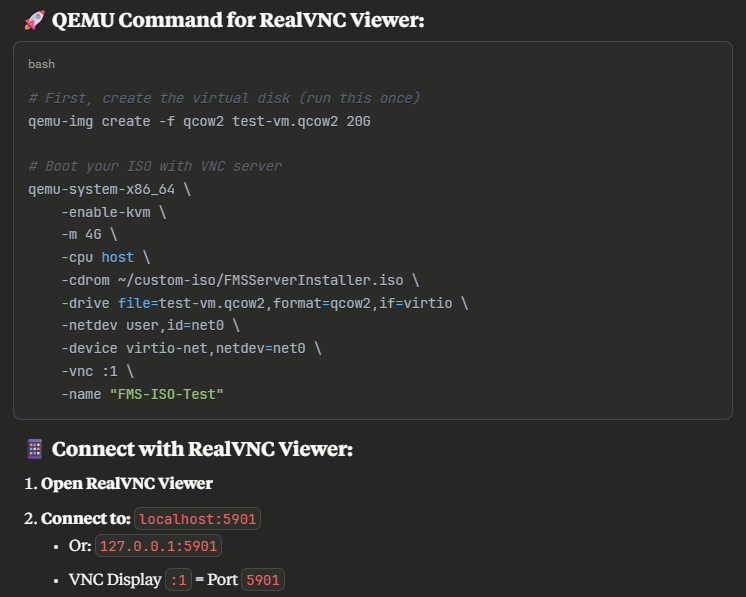 🚀 QEMU Command for RealVNC Viewer:
bash
# First, create the virtual disk (run this once)
qemu-img create -f qcow2 test-vm.qcow2 20G
# Boot your ISO with VNC server
qemu-system-x86_64 \
-enable-kvm \
-m 4G \
-cpu host \
-cdrom ~/custom-iso/FMSServerInstaller.iso \
-drive file=test-vm.qcow2,format=qcow2,if=virtio \
-netdev user,id=net0 \
-device virtio-net,netdev=net0 \
-vnc :1 \
-name "FMS-ISO-Test"
📱 Connect with RealVNC Viewer:
1. Open RealVNC Viewer
2. Connect to: localhost:5901
• Or: 127.0.0.1:5901
• VNC Display :1 = Port 5901